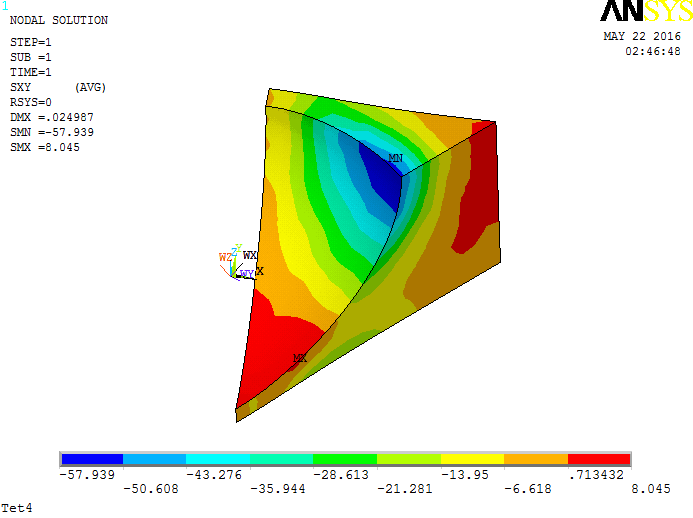 1
NODAL SOLUTION
ANSYS
MAY 22 2016
02:46:48
STEP=1
SUB =1
TIME=1
SXY (AVG)
RSYS=0
DMX =.024987
SMN =-57.939
SMX =8.045
MN
Y
Z
WZ
WX
WY
X
MX
-57.939 -43.276 -28.613 -13.95 .713432
-50.608 -35.944 -21.281 -6.618 8.045
Tet4